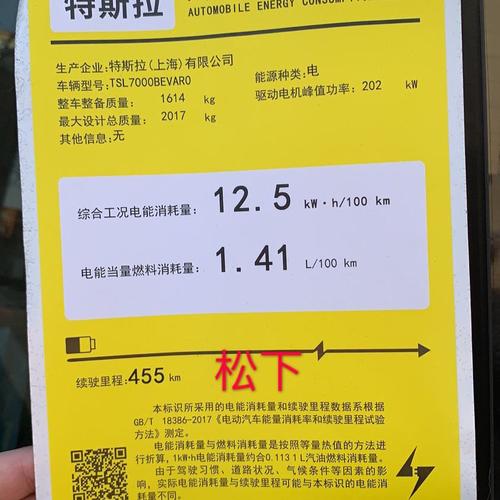 特斯拉
AUTOMOBILE ENERGY CONSUMPT
生产企业:特斯拉(上海)有限公司
车辆型号:TSL7000BEVAR0
能源种类:电
整车整备质量: 1614 kg
驱动电机峰值功率: 202 kW
最大设计总质量: 2017 kg
其他信息:无
综合工况电能消耗量: 12.5 kW·h/100 km
电能当量燃料消耗量: 1.41 L/100 km
续驶里程:455 km
松下
本标识所采用的电能消耗量和续驶里程数据系根据
GB/T 18386-2017《电动汽车能量消耗率和续驶里程试验
方法》测定。
电能消耗量与燃料消耗量是按照等量热值的方法进
行折算,1kW·h电能消耗量约合0.1131L汽油燃料消耗量。
由于驾驶习惯、道路状况、气候条件等因素的影
响,实际电能消耗量与续驶里程可能与本标识的电能消
耗量不同。